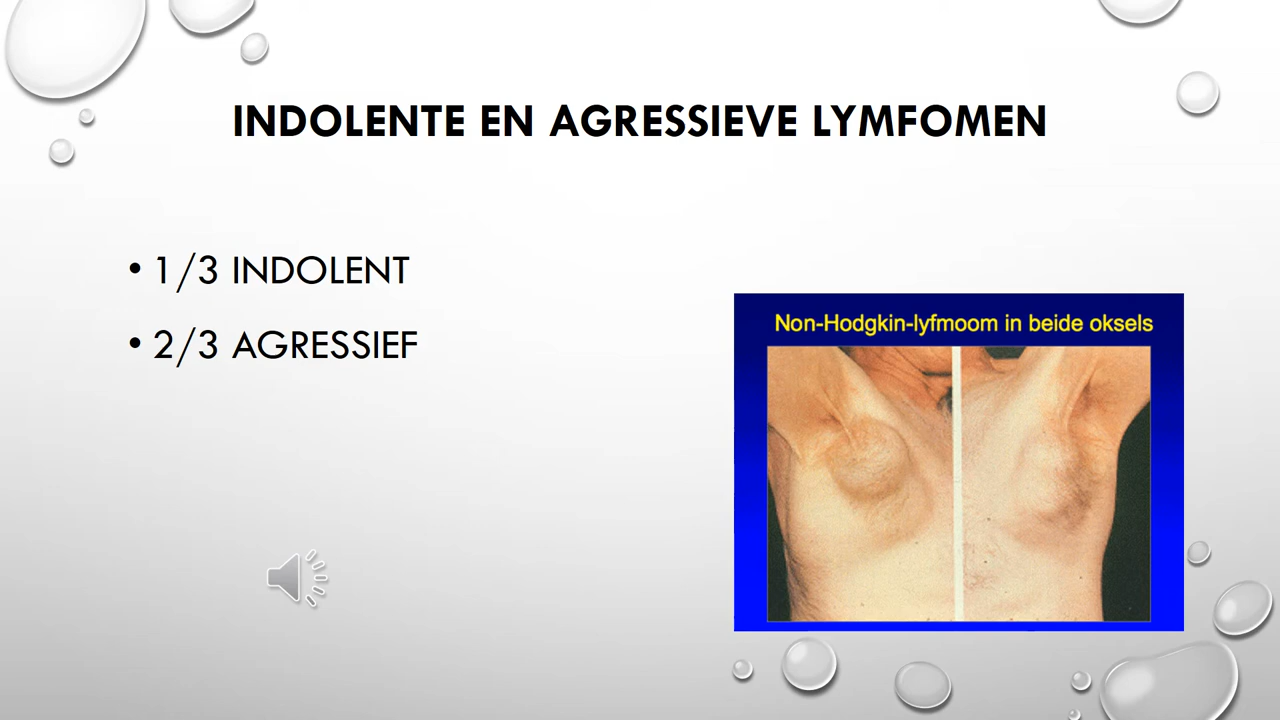 INDOLENTE EN AGRESSIEVE LYMFOMEN
• 1/3 INDOLENT
• 2/3 AGRESSIEF
Non-Hodgkin-lyfmoom in beide oksels